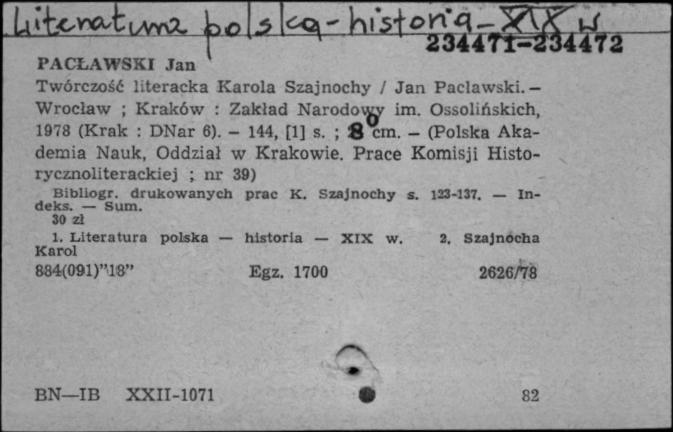 Literatura polska - historia - XIX w
234471-234472
PACŁAWSKI Jan
Twórczość literacka Karola Szajnochy / Jan Pacławski. —
Wrocław ; Kraków : Zakład Narodowy im. Ossolińskich,
1978 (Krak : DNar 6). — 144, [1] s. ; 8° cm. — (Polska Aka-
demia Nauk, Oddział w Krakowie. Prace Komisji Histo-
rycznoliterackiej ; nr 39)
Bibliogr. drukowanych prac K. Szajnochy s. 123-137. — In-
deks. — Sum.
30 zł
1. Literatura polska — historia — XIX w. 2. Szajnocha
Karol
884(091)"18" Egz. 1700 2626/78
BN—IB XXII-1071 82